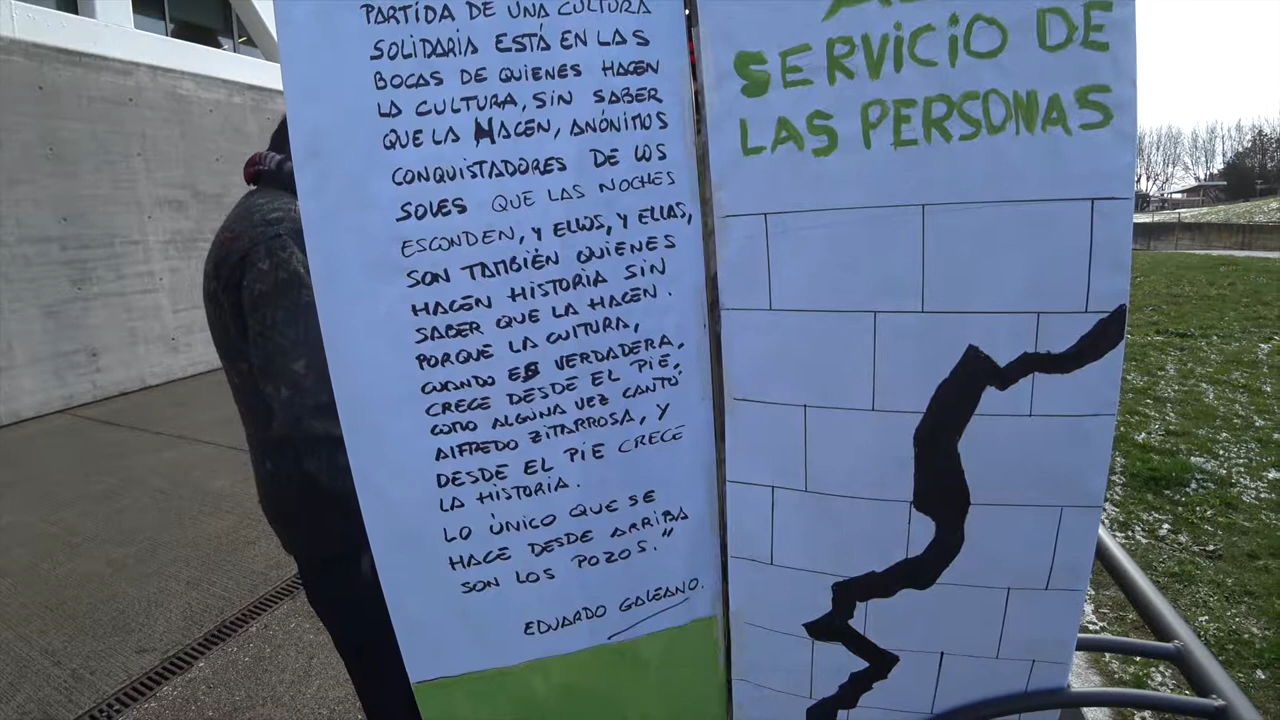 PARTIDA DE UNA CULTURA
SOLIDARIA ESTÁ EN LAS
BOCAS DE QUIENES HACEN
LA CULTURA, SIN SABER
QUE LA HACEN, ANÓNIMOS
CONQUISTADORES DE LOS
SOLES QUE LAS NOCHES
ESCONDEN, Y ELLOS, Y ELLAS,
SON TAMBIÉN QUIENES
HACEN HISTORIA SIN
SABER QUE LA HACEN.
PORQUE LA CULTURA,
CUANDO ES VERDADERA,
CRECE DESDE EL PIE,
COMO ALGUNA VEZ CANTÓ
ALFREDO ZITARROSA, Y
DESDE EL PIE CRECE
LA HISTORIA.
LO ÚNICO QUE SE
HACE DESDE ARRIBA
SON LOS POZOS."
EDUARDO GALEANO.
SERVICIO DE
LAS PERSONAS